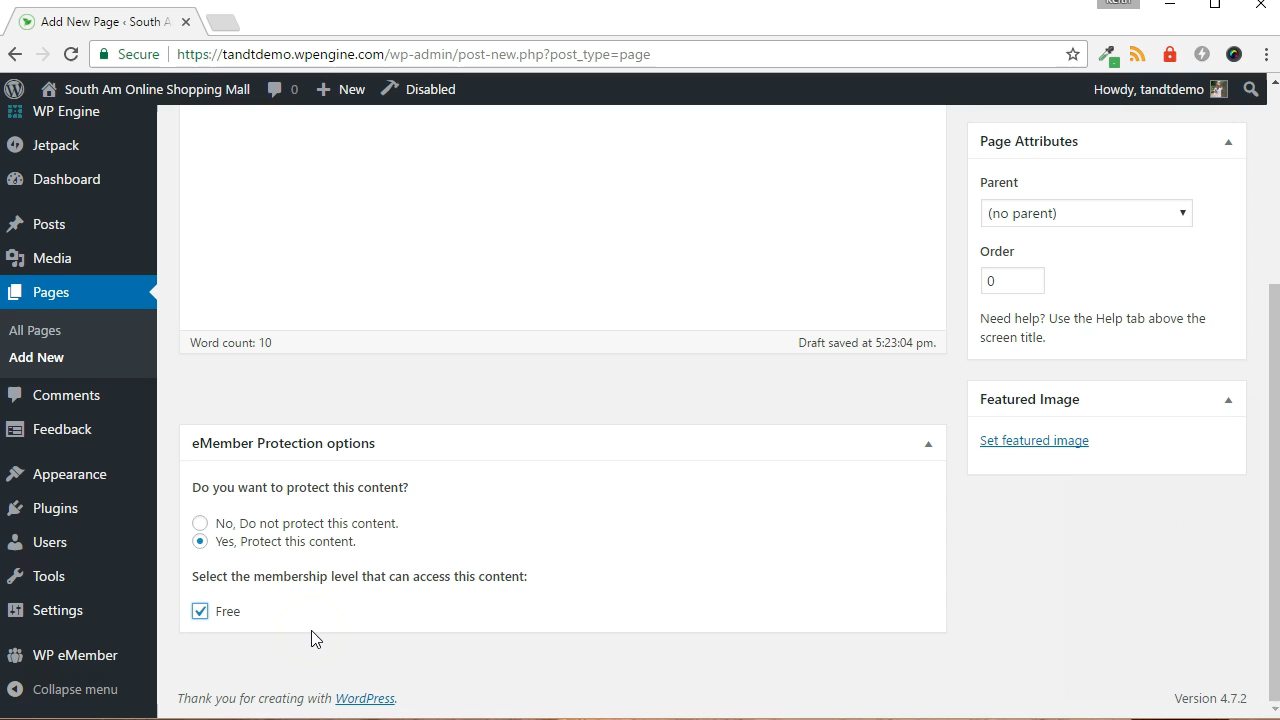 Keith
Add New Page ‹ South A
Secure
https://tandtdemo.wpengine.com/wp-admin/post-new.php?post_type=page
South Am Online Shopping Mall
0
New
Disabled
Howdy, tandtdemo
WP Engine
Jetpack
Dashboard
Posts
Media
Pages
All Pages
Add New
Comments
Feedback
Appearance
Plugins
Users
Tools
Settings
WP eMember
Collapse menu
Word count: 10
Draft saved at 5:23:04 pm.
eMember Protection options
Do you want to protect this content?
No, Do not protect this content.
Yes, Protect this content.
Select the membership level that can access this content:
Free
Page Attributes
Parent
(no parent)
Order
0
Need help? Use the Help tab above the
screen title.
Featured Image
Set featured image
Thank you for creating with WordPress.
Version 4.7.2